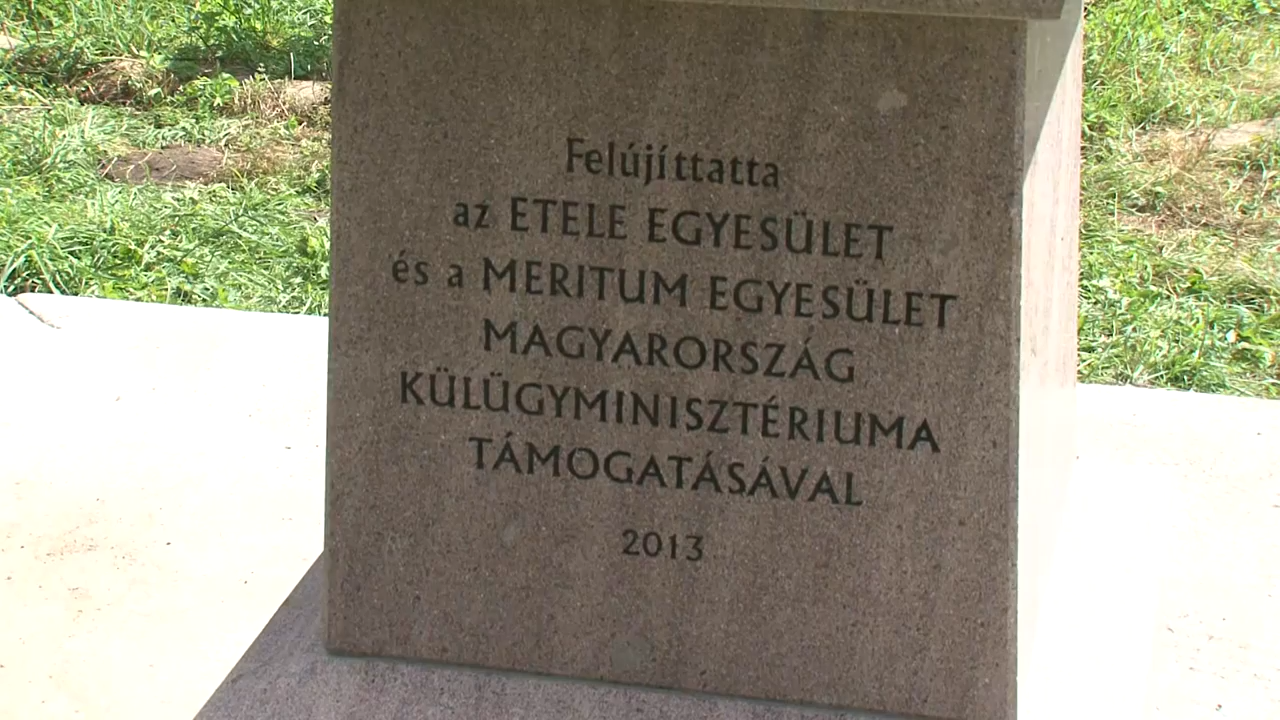 Felújíttatta
az ETELE EGYESÜLET
és a MERITUM EGYESÜLET
MAGYARORSZÁG
KÜLÜGYMINISZTÉRIUMA
TÁMOGATÁSÁVAL
2013